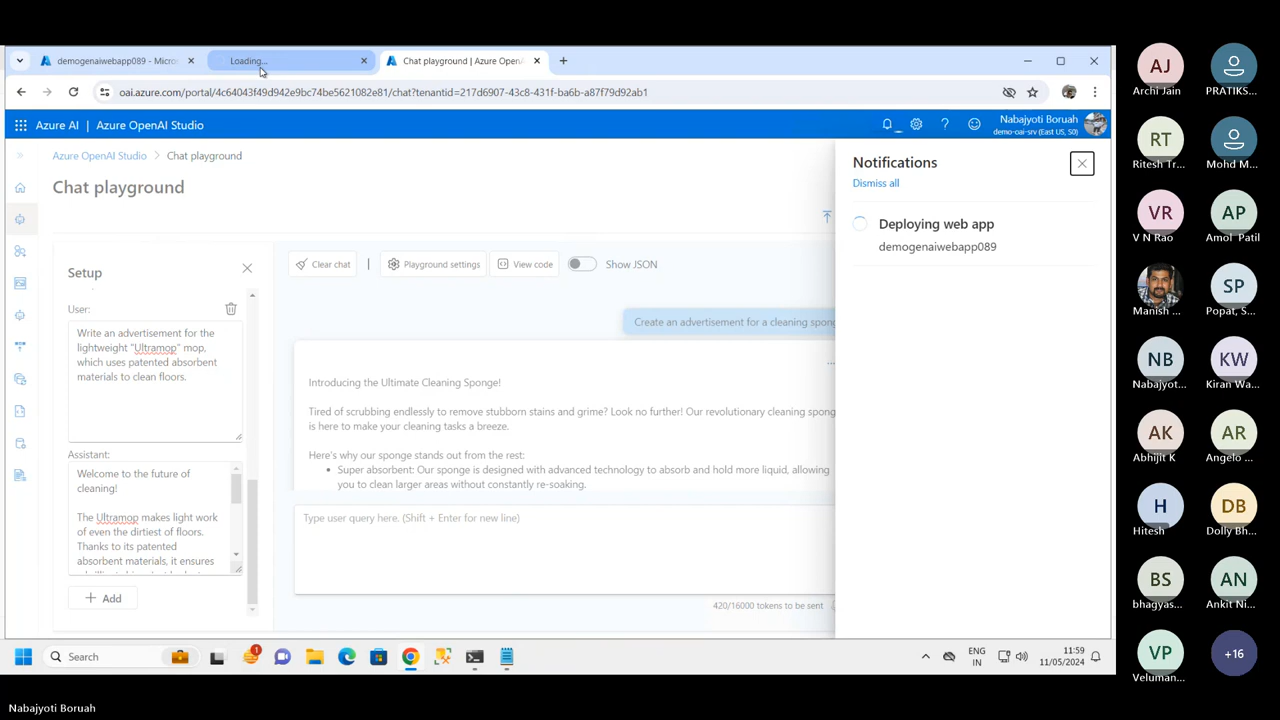 demogenaiwebapp089 - Micros
Loading...
Chat playground | Azure OpenA
oai.azure.com/portal/4c64043f49d942e9bc74be5621082e81/chat?tenantid=217d6907-43c8-431f-ba6b-a87f79d92ab1
Azure AI | Azure OpenAI Studio
Nabajyoti Boruah
demo-oai-srv (East US, S0)
Azure OpenAI Studio > Chat playground
Chat playground
Notifications
Dismiss all
Deploying web app
demogenaiwebapp089
Setup
User:
Write an advertisement for the
lightweight "Ultramop" mop,
which uses patented absorbent
materials to clean floors.
Assistant:
Welcome to the future of
cleaning!
The Ultramop makes light work
of even the dirtiest of floors.
Thanks to its patented
absorbent materials, it ensures
+ Add
Clear chat | Playground settings View code Show JSON
Create an advertisement for a cleaning spong
Introducing the Ultimate Cleaning Sponge!
Tired of scrubbing endlessly to remove stubborn stains and grime? Look no further! Our revolutionary cleaning spong
is here to make your cleaning tasks a breeze.
Here's why our sponge stands out from the rest:
• Super absorbent: Our sponge is designed with advanced technology to absorb and hold more liquid, allowing
you to clean larger areas without constantly re-soaking.
Type user query here. (Shift + Enter for new line)
420/16000 tokens to be sent
Search
1
ENG
IN
11:59
11/05/2024
AJ
Archi Jain
PRATIKS...
RT
Ritesh Tr...
Mohd M...
VR
V N Rao
AP
Amol Patil
Manish ...
SP
Popat, S...
NB
Nabajyot...
KW
Kiran Wa...
AK
Abhijit K
AR
Angelo ...
H
Hitesh
DB
Dolly Bh...
BS
bhagyas...
AN
Ankit Ni...
VP
Veluman...
+16
Nabajyoti Boruah